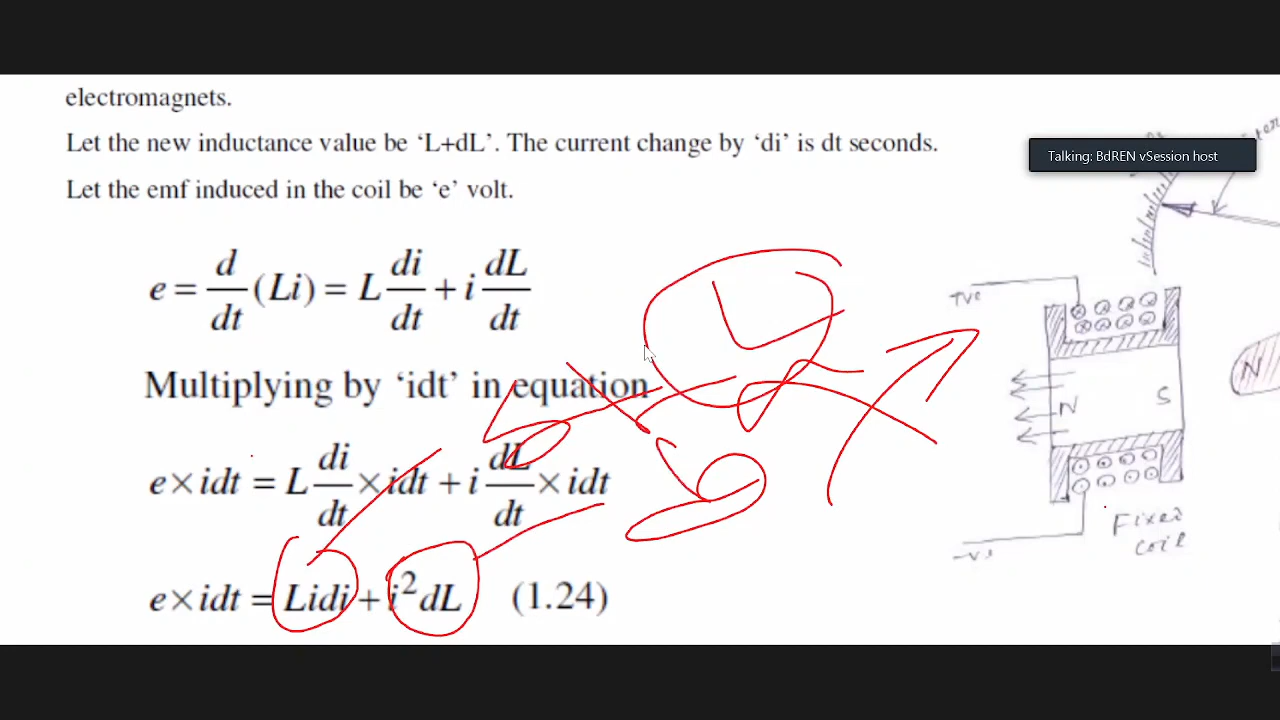 electromagnets.
Let the new inductance value be ‘L+dL’. The current change by ‘di’ is dt seconds.
Talking: BdREN vSession host
Let the emf induced in the coil be ‘e’ volt.
e = d/dt (Li) = L di/dt + i dL/dt
L
Multiplying by ‘idt’ in equation
e × idt = L di/dt × idt + i dL/dt × idt
e × idt = Lidi + i²dL (1.24)
N S
N
Fixed
coil